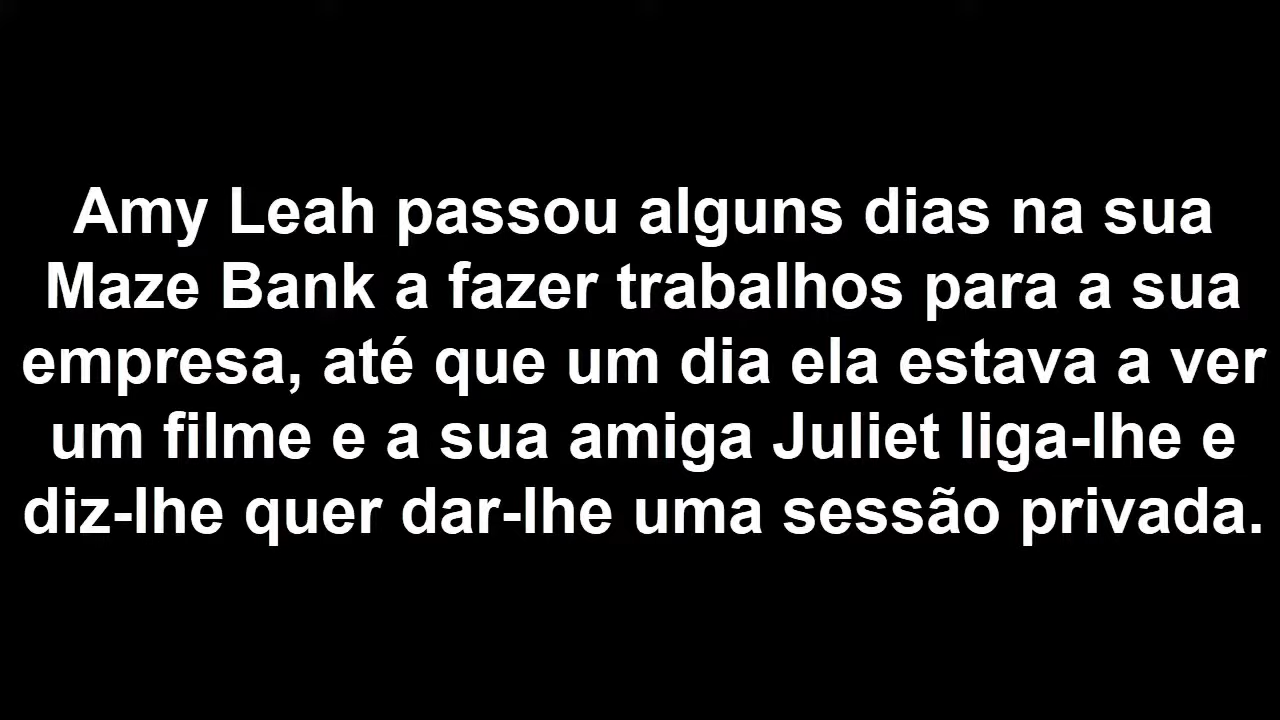 Amy Leah passou alguns dias na sua
Maze Bank a fazer trabalhos para a sua
empresa, até que um dia ela estava a ver
um filme e a sua amiga Juliet liga-lhe e
diz-lhe quer dar-lhe uma sessão privada.